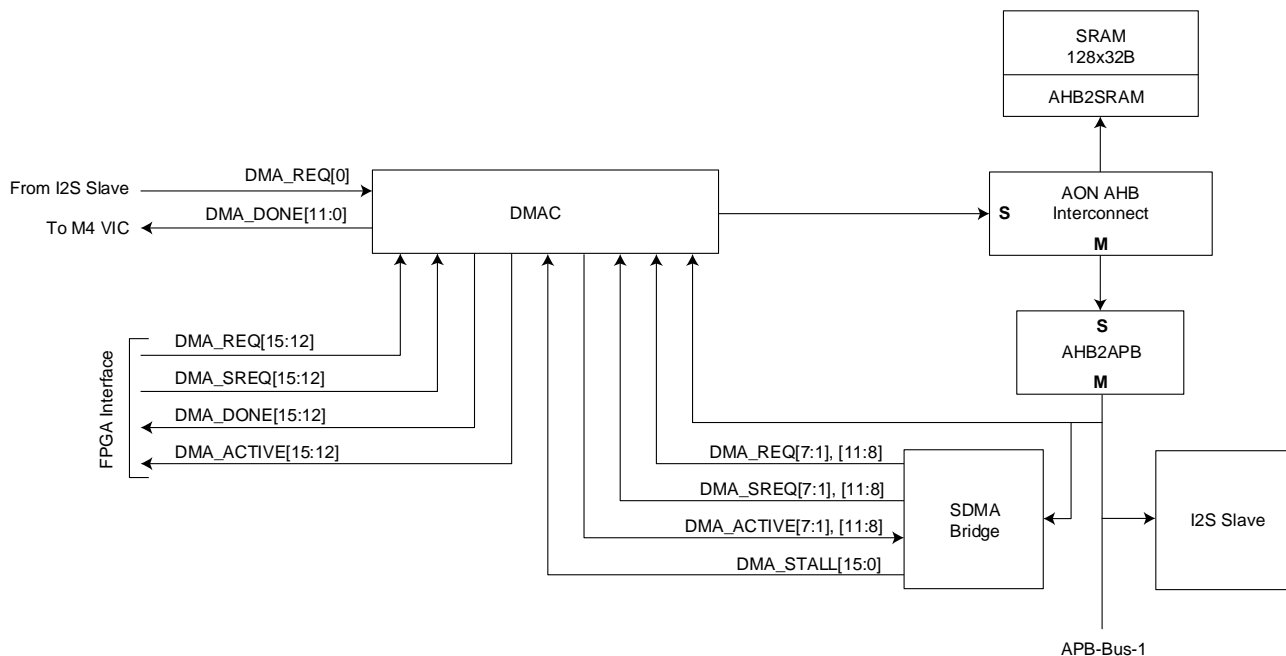 SRAM
128x32B
AHB2SRAM
From I2S Slave
DMA_REQ[0]
To M4 VIC
DMA_DONE[11:0]
DMAC
S
AON AHB
Interconnect
M
S
AHB2APB
M
FPGA Interface
DMA_REQ[15:12]
DMA_SREQ[15:12]
DMA_DONE[15:12]
DMA_ACTIVE[15:12]
DMA_REQ[7:1], [11:8]
DMA_SREQ[7:1], [11:8]
DMA_ACTIVE[7:1], [11:8]
DMA_STALL[15:0]
SDMA
Bridge
I2S Slave
APB-Bus-1